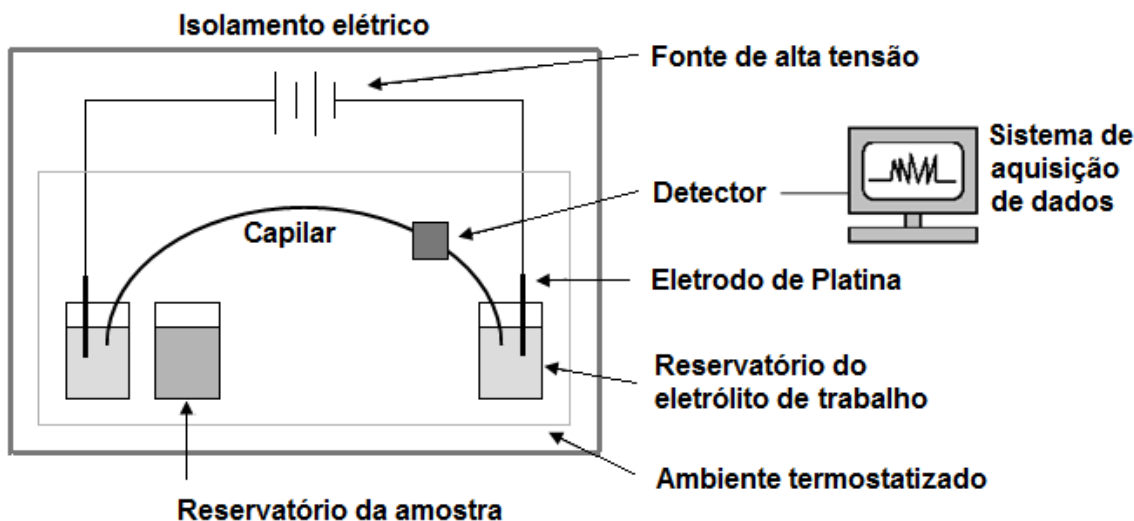 Isolamento elétrico
Fonte de alta tensão
Sistema de
aquisição
de dados
Detector
Capilar
Eletrodo de Platina
Reservatório do
eletrólito de trabalho
Ambiente termostatizado
Reservatório da amostra